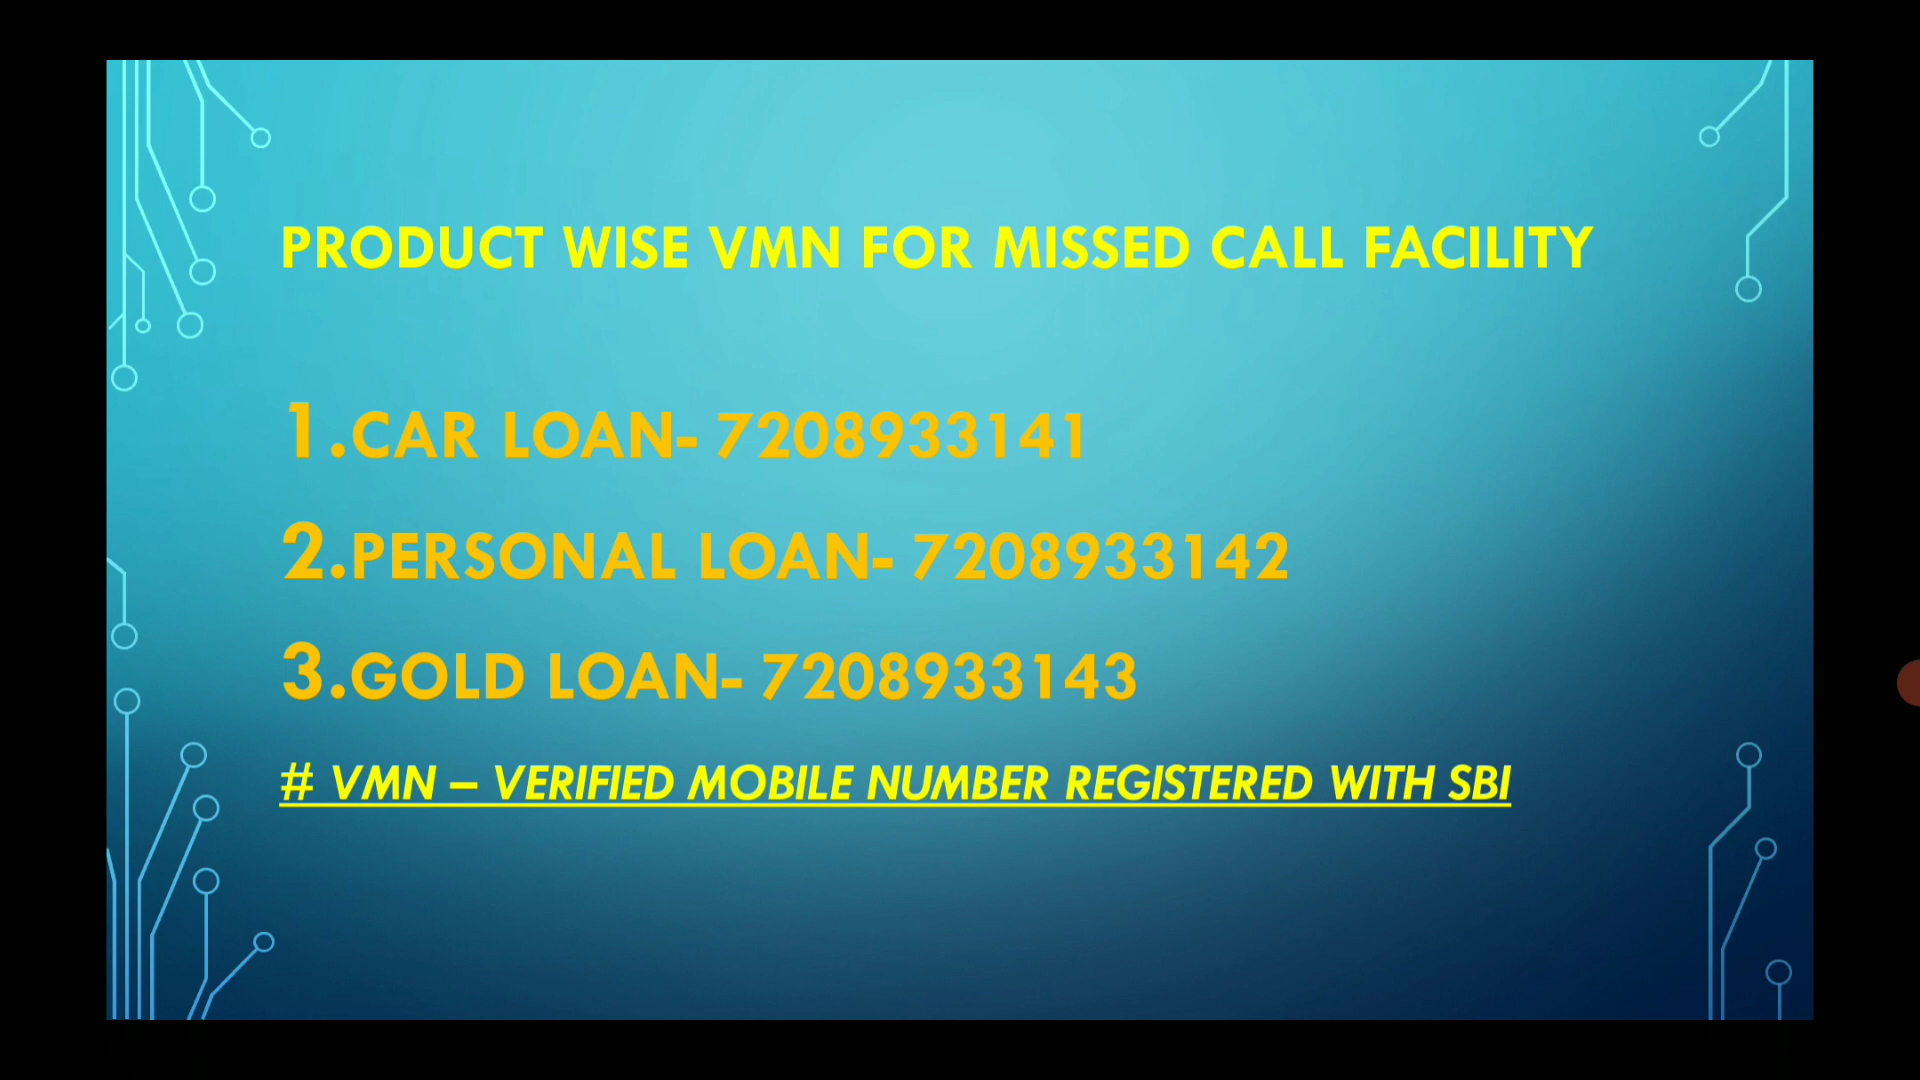 PRODUCT WISE VMN FOR MISSED CALL FACILITY
1.CAR LOAN- 7208933141
2.PERSONAL LOAN- 7208933142
3.GOLD LOAN- 7208933143
# VMN – VERIFIED MOBILE NUMBER REGISTERED WITH SBI